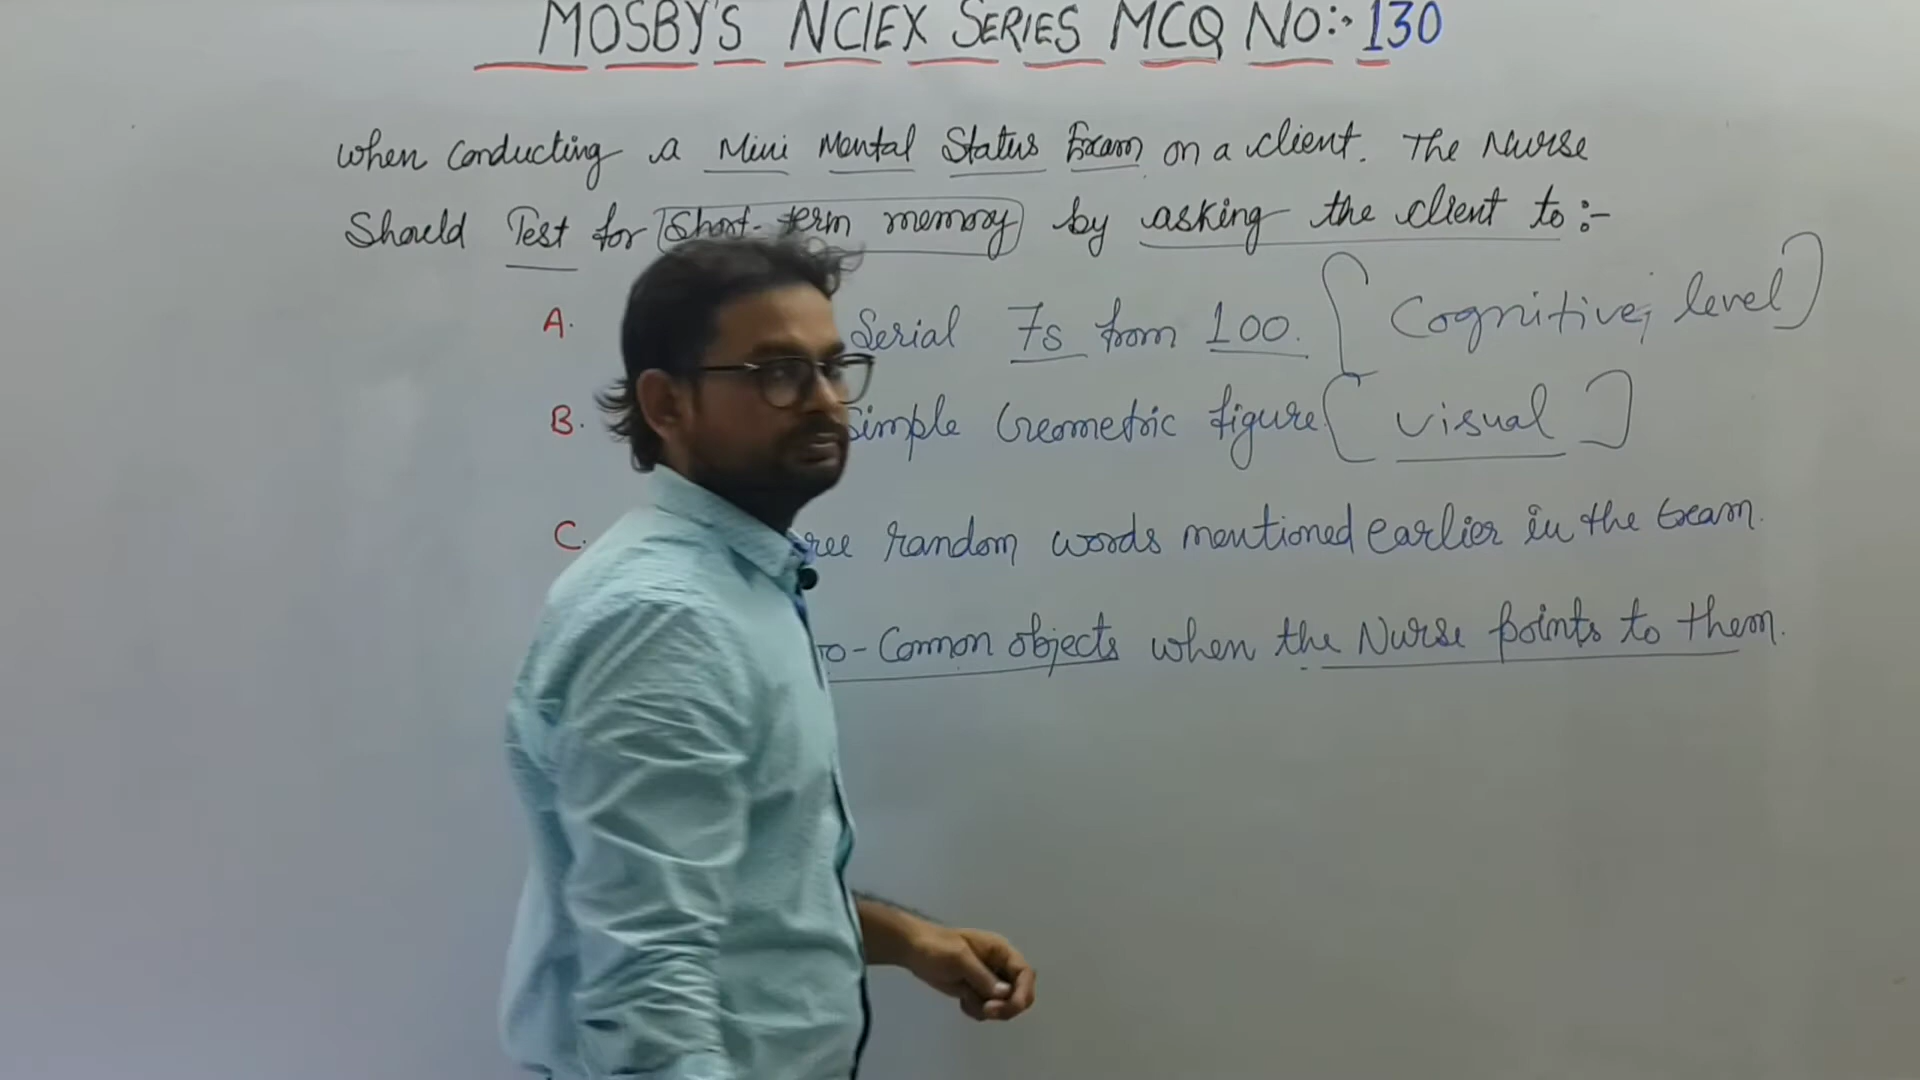 MOSBY'S NCIEX SERIES MCQ NO:- 130
When conducting a Mini Mental Status Exam on a client. The Nurse
Should Test for Short-term memory by asking the client to:-
A. Serial 7s from 100. [Cognitive, level]
B. Simple Geometric figure [visual]
C. random words mentioned earlier in the Exam.
-Common objects when the Nurse points to them.